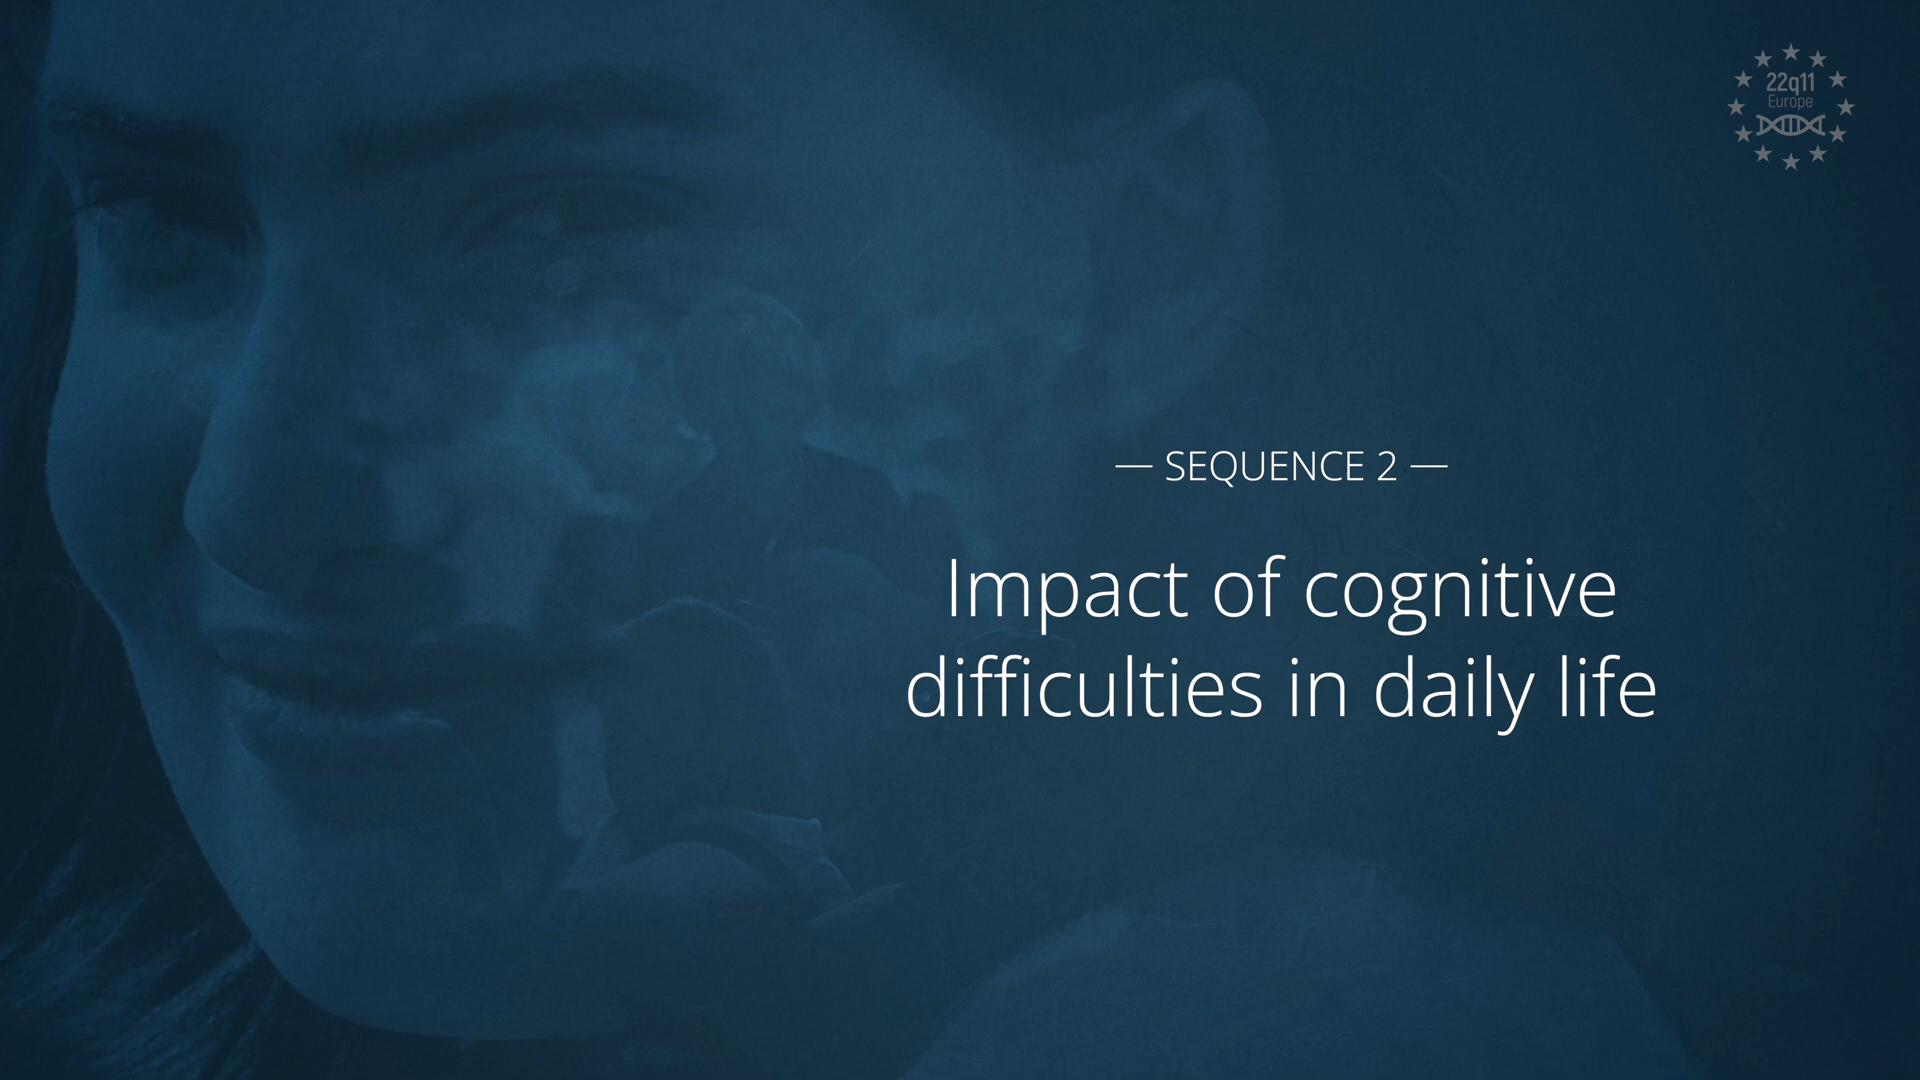 22q11
Europe
— SEQUENCE 2 —
Impact of cognitive
difficulties in daily life